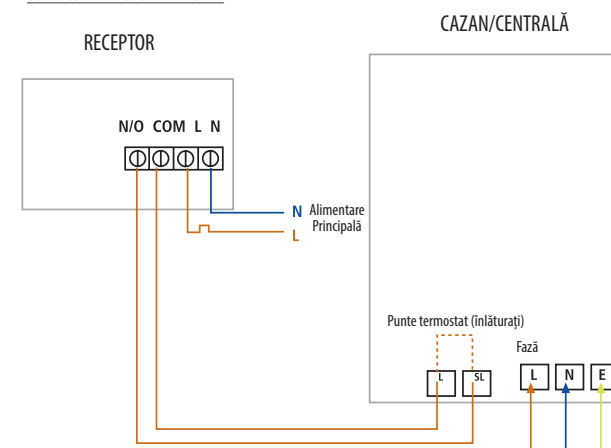 CAZAN/CENTRALĂ
RECEPTOR
N/O COM L N
N Alimentare
Principală
L
Punte termostat (înlăturați)
Fază
L SL L N E